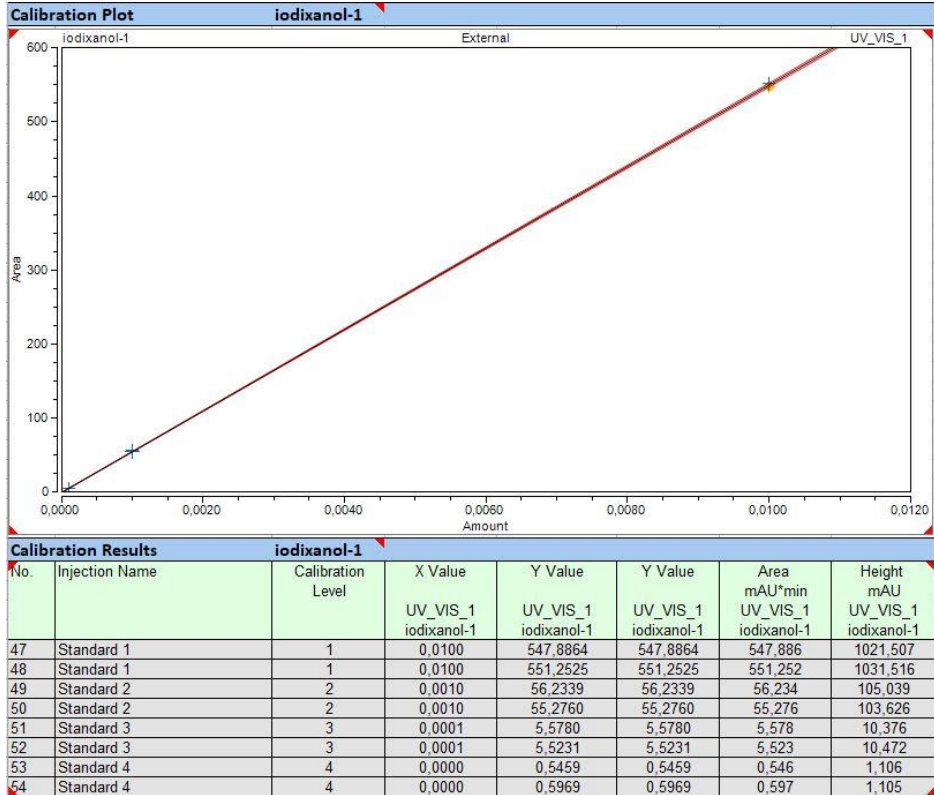 Calibration Plot iodixanol-1
iodixanol-1 External UV_VIS_1
600
500
400
300
200
100
0
Area
0,0000 0,0020 0,0040 0,0060 0,0080 0,0100 0,0120
Amount
Calibration Results iodixanol-1
No. Injection Name Calibration X Value Y Value Y Value Area Height
Level mAU*min mAU
UV_VIS_1 UV_VIS_1 UV_VIS_1 UV_VIS_1 UV_VIS_1
iodixanol-1 iodixanol-1 iodixanol-1 iodixanol-1 iodixanol-1
47 Standard 1 1 0,0100 547,8864 547,8864 547,886 1021,507
48 Standard 1 1 0,0100 551,2525 551,2525 551,252 1031,516
49 Standard 2 2 0,0010 56,2339 56,2339 56,234 105,039
50 Standard 2 2 0,0010 55,2760 55,2760 55,276 103,626
51 Standard 3 3 0,0001 5,5780 5,5780 5,578 10,376
52 Standard 3 3 0,0001 5,5231 5,5231 5,523 10,472
53 Standard 4 4 0,0000 0,5459 0,5459 0,546 1,106
54 Standard 4 4 0,0000 0,5969 0,5969 0,597 1,105